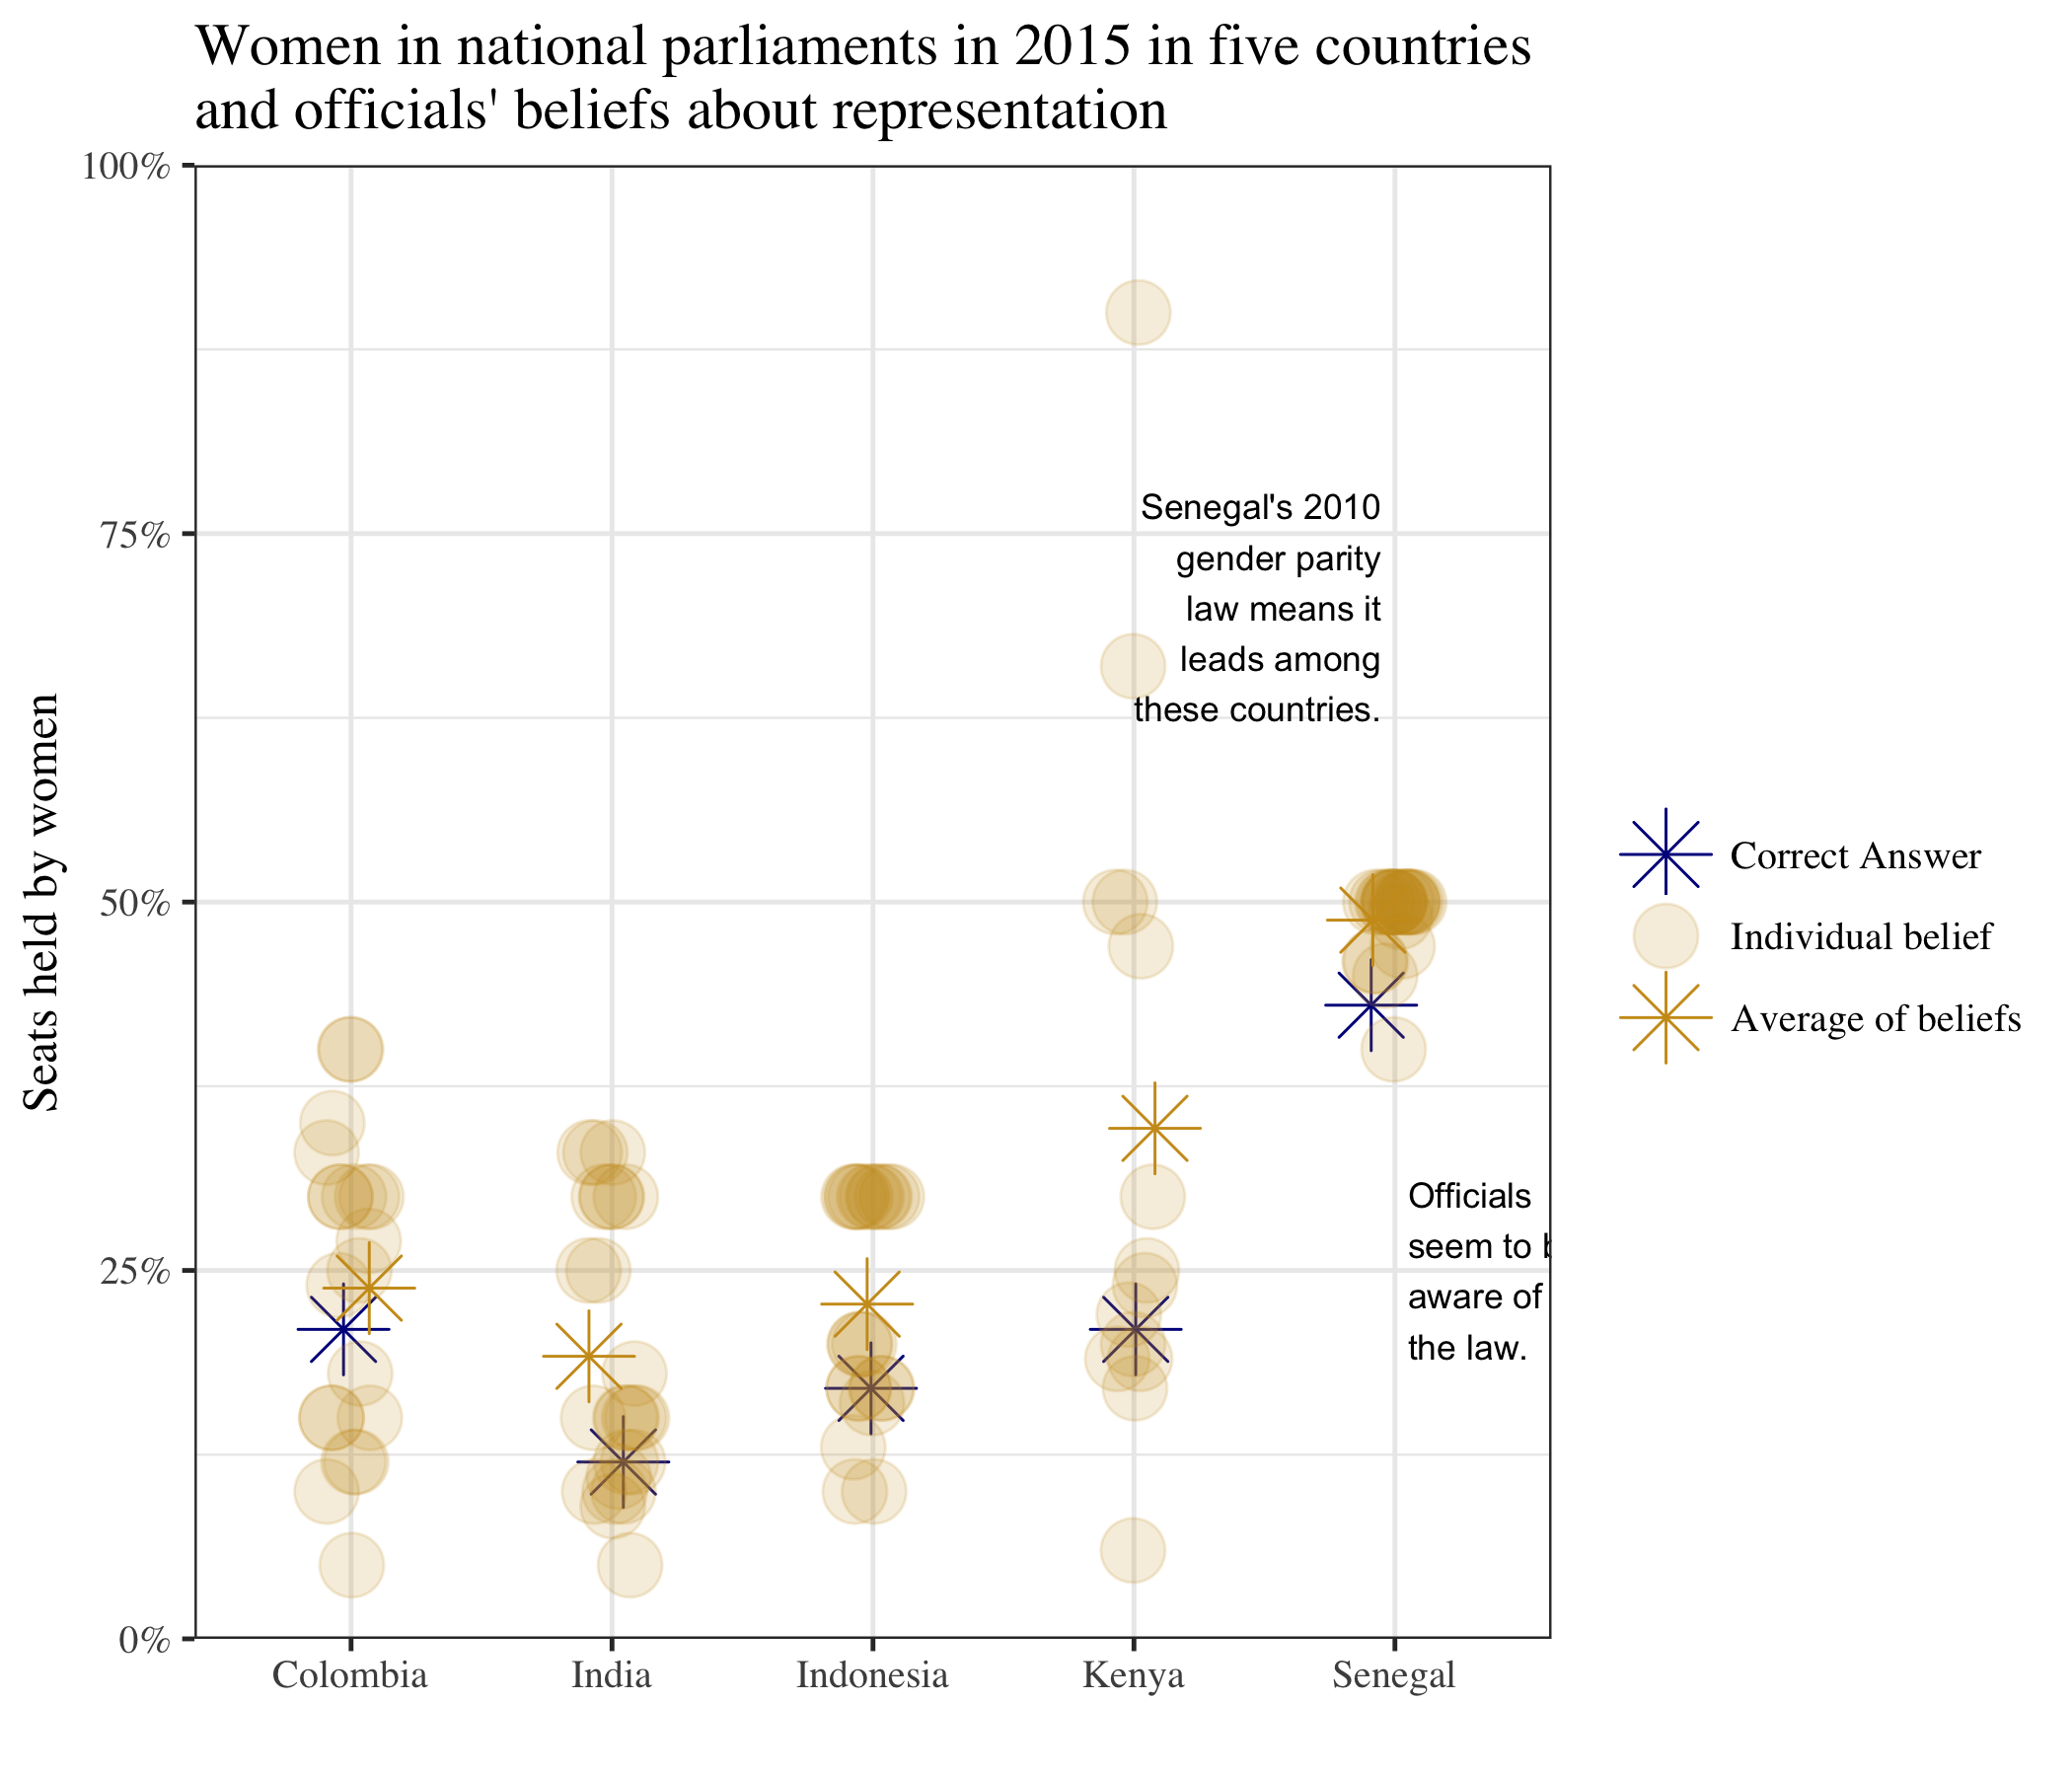 Women in national parliaments in 2015 in five countries
and officials' beliefs about representation
Seats held by women
100%
75%
50%
25%
0%
Senegal's 2010
gender parity
law means it
leads among
these countries.
Officials
seem to
aware of
the law.
Colombia
India
Indonesia
Kenya
Senegal
Correct Answer
Individual belief
Average of beliefs